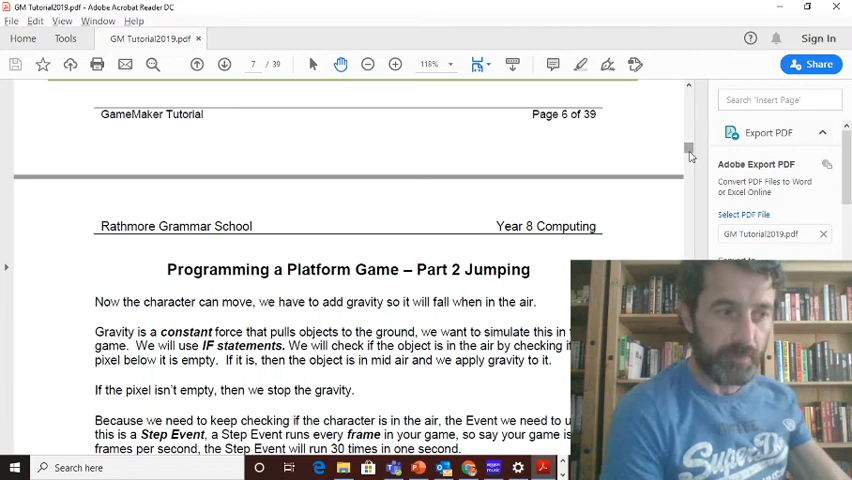 GM Tutorial2019.pdf - Adobe Acrobat Reader DC
File Edit View Window Help
Home Tools GM Tutorial2019.pdf × Sign In
7 / 39 118% Share
GameMaker Tutorial Page 6 of 39
Rathmore Grammar School Year 8 Computing
Programming a Platform Game – Part 2 Jumping
Now the character can move, we have to add gravity so it will fall when in the air.
Gravity is a constant force that pulls objects to the ground, we want to simulate this in
game. We will use IF statements. We will check if the object is in the air by checking if
pixel below it is empty. If it is, then the object is in mid air and we apply gravity to it.
If the pixel isn't empty, then we stop the gravity.
Because we need to keep checking if the character is in the air, the Event we need to u
this is a Step Event, a Step Event runs every frame in your game, so say your game is
frames per second, the Step Event will run 30 times in one second.
Search 'Insert Page'
Export PDF
Adobe Export PDF
Convert PDF Files to Word
or Excel Online
Select PDF File
GM Tutorial2019.pdf ×
Convert to
Superdry
Search here